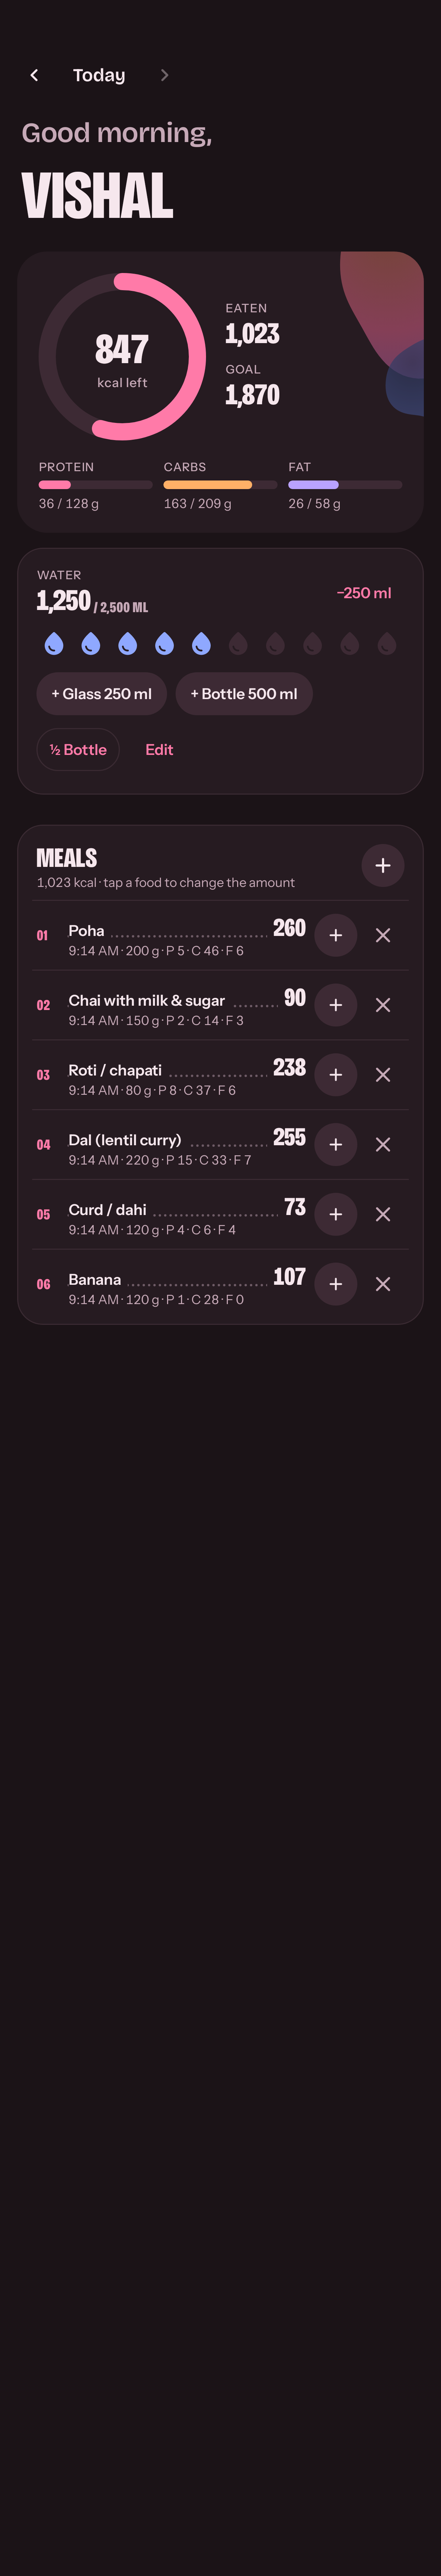 Today
Good morning,
VISHAL
847
kcal left
EATEN
1,023
GOAL
1,870
PROTEIN
36 / 128 g
CARBS
163 / 209 g
FAT
26 / 58 g
WATER
1,250 / 2,500 ML
−250 ml
+ Glass 250 ml
+ Bottle 500 ml
½ Bottle
Edit
MEALS
1,023 kcal · tap a food to change the amount
01 Poha 260
9:14 AM · 200 g · P 5 · C 46 · F 6
02 Chai with milk & sugar 90
9:14 AM · 150 g · P 2 · C 14 · F 3
03 Roti / chapati 238
9:14 AM · 80 g · P 8 · C 37 · F 6
04 Dal (lentil curry) 255
9:14 AM · 220 g · P 15 · C 33 · F 7
05 Curd / dahi 73
9:14 AM · 120 g · P 4 · C 6 · F 4
06 Banana 107
9:14 AM · 120 g · P 1 · C 28 · F 0